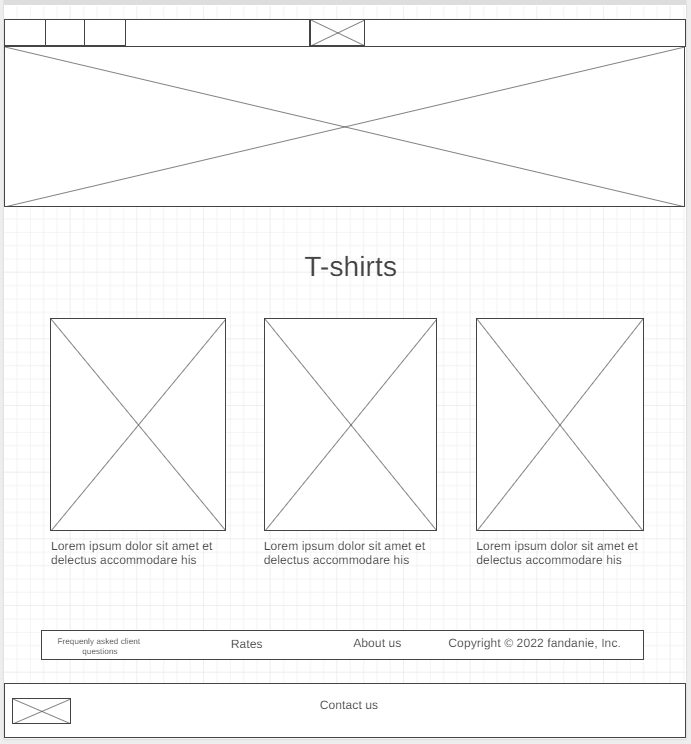 T-shirts
Lorem ipsum dolor sit amet et
delectus accommodare his
Lorem ipsum dolor sit amet et
delectus accommodare his
Lorem ipsum dolor sit amet et
delectus accommodare his
Frequenly asked client
questions
Rates
About us
Copyright © 2022 fandanie, Inc.
Contact us